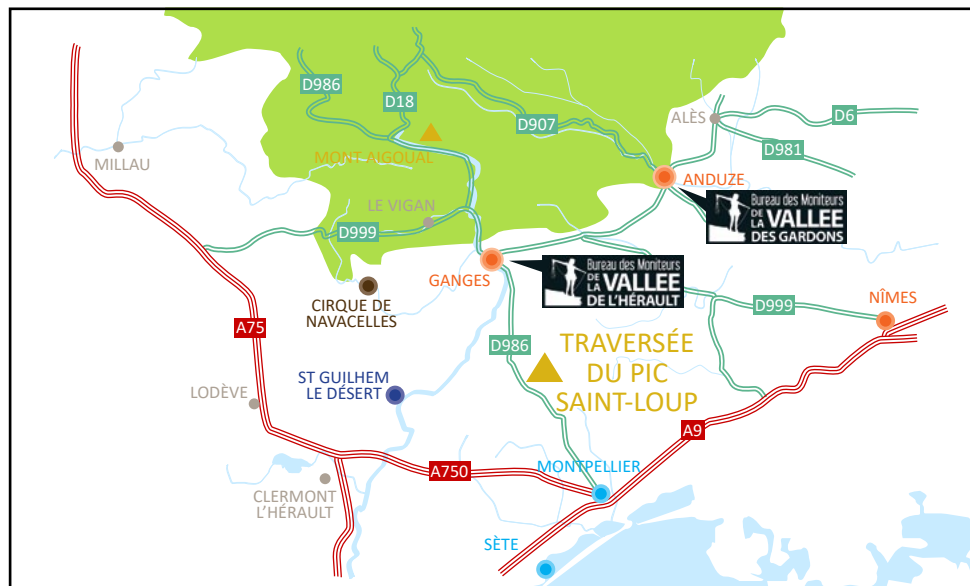 D986
D18
D907
ALÈS
D6
D981
MILLAU
MONT-AIGOUAL
ANDUZE
Bureau des Moniteurs
DE LA VALLEE
DES GARDONS
LE VIGAN
D999
GANGES
Bureau des Moniteurs
DE LA VALLEE
DE L'HÉRAULT
CIRQUE DE
NAVACELLES
NÎMES
D999
A75
D986
TRAVERSÉE
DU PIC
SAINT-LOUP
ST GUILHEM
LE DÉSERT
LODÈVE
A9
A750
MONTPELLIER
CLERMONT
L'HÉRAULT
SÈTE